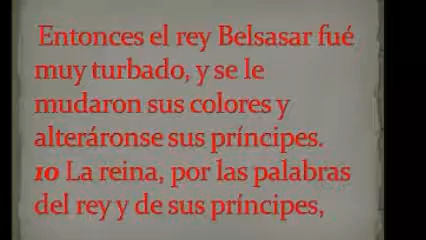 Entonces el rey Belsasar fué
muy turbado, y se le
mudaron sus colores y
alteráronse sus príncipes.
10 La reina, por las palabras
del rey y de sus príncipes,